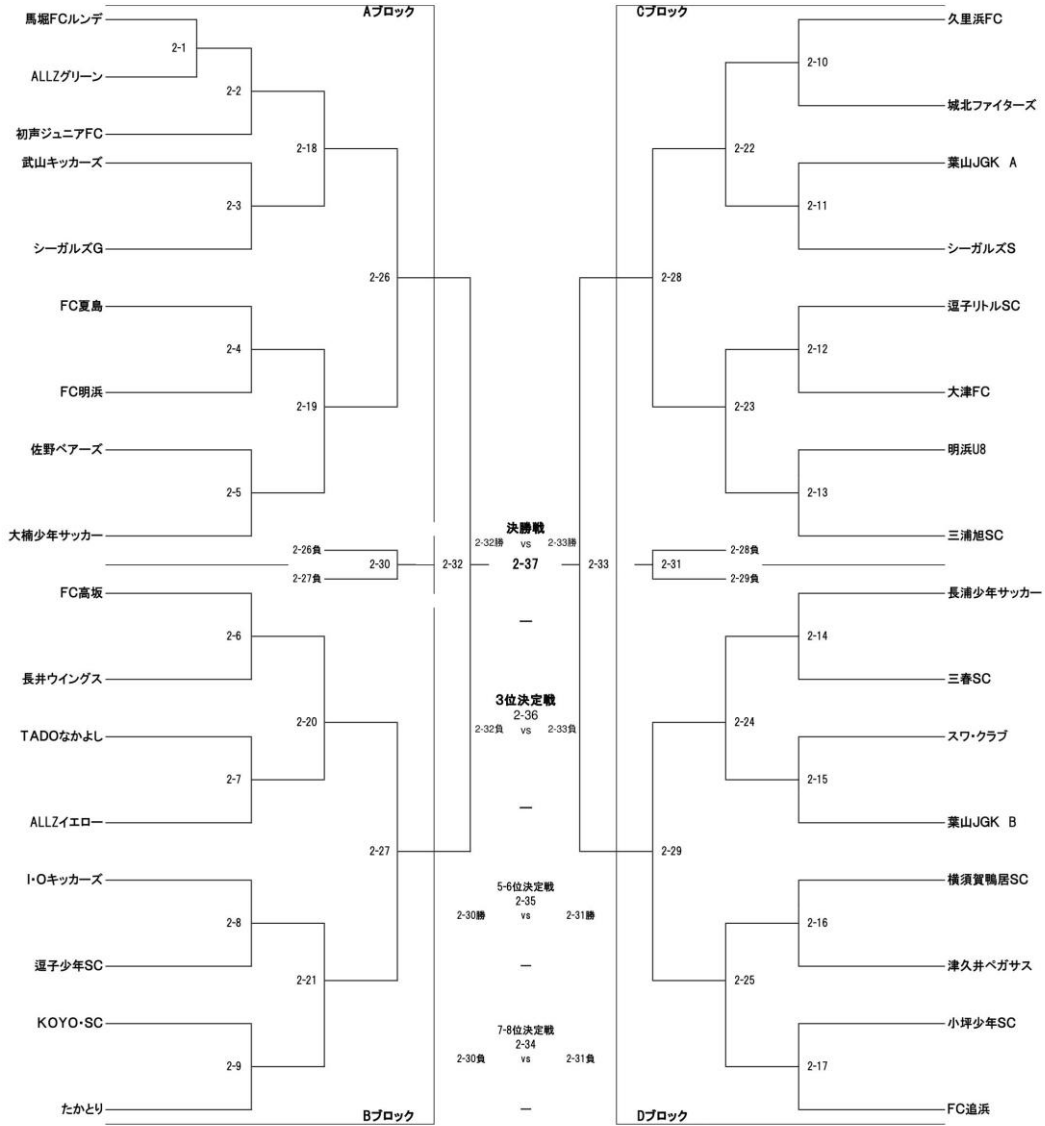 Aブロック
馬堀FCルンデ
2-1
ALLZグリーン
2-2
初声ジュニアFC
2-18
武山キッカーズ
2-3
シーガルズG
2-26
FC夏島
2-4
FC明浜
2-19
佐野ベアーズ
2-5
大楠少年サッカー
2-26負
2-30
2-27負
2-32
FC高坂
2-6
長井ウイングス
2-20
TADOなかよし
2-7
ALLZイエロー
2-27
I・Oキッカーズ
2-8
逗子少年SC
2-21
KOYO・SC
2-9
たかとり
Bブロック
決勝戦
2-32勝 vs 2-33勝
2-37
―
3位決定戦
2-36
2-32負 vs 2-33負
―
5-6位決定戦
2-35
2-30勝 vs 2-31勝
―
7-8位決定戦
2-34
2-30負 vs 2-31負
―
Cブロック
久里浜FC
2-10
城北ファイターズ
2-22
葉山JGK A
2-11
シーガルズS
2-28
逗子リトルSC
2-12
大津FC
2-23
明浜U8
2-13
三浦旭SC
2-33
2-28負
2-31
2-29負
長浦少年サッカー
2-14
三春SC
2-24
スワ・クラブ
2-15
葉山JGK B
2-29
横須賀鴨居SC
2-16
津久井ペガサス
2-25
小坪少年SC
2-17
FC追浜
Dブロック